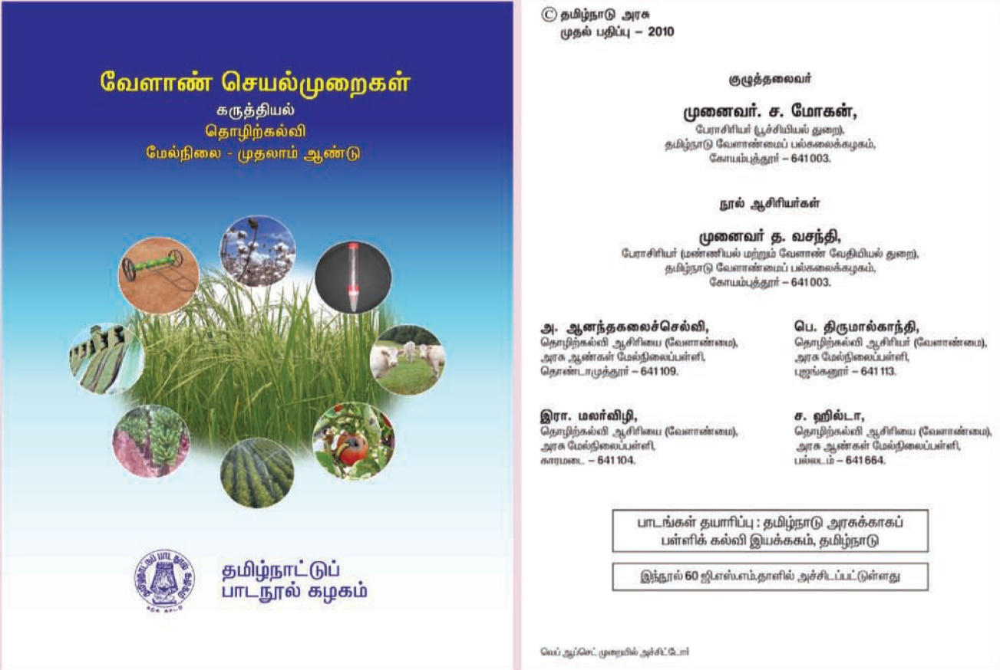 வேளாண் செயல்முறைகள்
கருத்தியல்
தொழிற்கல்வி
மேல்நிலை - முதலாம் ஆண்டு
தமிழ்நாட்டுப் பாடநூல் கழகம்
தமிழ்நாட்டுப்
பாடநூல் கழகம்
© தமிழ்நாடு அரசு
முதல் பதிப்பு – 2010
குழுத்தலைவர்
முனைவர். ச. மோகன்,
பேராசிரியர் (பூச்சியியல் துறை),
தமிழ்நாடு வேளாண்மைப் பல்கலைக்கழகம்,
கோயம்புத்தூர் – 641 003.
நூல் ஆசிரியர்கள்
முனைவர் த. வசந்தி,
பேராசிரியர் (மண்ணியல் மற்றும் வேளாண் வேதியியல் துறை),
தமிழ்நாடு வேளாண்மைப் பல்கலைக்கழகம்,
கோயம்புத்தூர் – 641 003.
அ. ஆனந்தகலைச்செல்வி,
தொழிற்கல்வி ஆசிரியை (வேளாண்மை),
அரசு ஆண்கள் மேல்நிலைப்பள்ளி,
தொண்டாமுத்தூர் – 641 109.
பெ. திருமால்காந்தி,
தொழிற்கல்வி ஆசிரியர் (வேளாண்மை),
அரசு மேல்நிலைப்பள்ளி,
புஜங்கனூர் – 641 113.
இரா. மலர்விழி,
தொழிற்கல்வி ஆசிரியை (வேளாண்மை),
அரசு மேல்நிலைப்பள்ளி,
காரமடை – 641 104.
ச. ஹில்டா,
தொழிற்கல்வி ஆசிரியை (வேளாண்மை),
அரசு ஆண்கள் மேல்நிலைப்பள்ளி,
பல்லடம் – 641 664.
பாடங்கள் தயாரிப்பு : தமிழ்நாடு அரசுக்காகப்
பள்ளிக் கல்வி இயக்ககம், தமிழ்நாடு
இந்நூல் 60 ஜி.எஸ்.எம்.தாளில் அச்சிடப்பட்டுள்ளது
வெப் ஆப்செட் முறையில் அச்சிட்டோர்